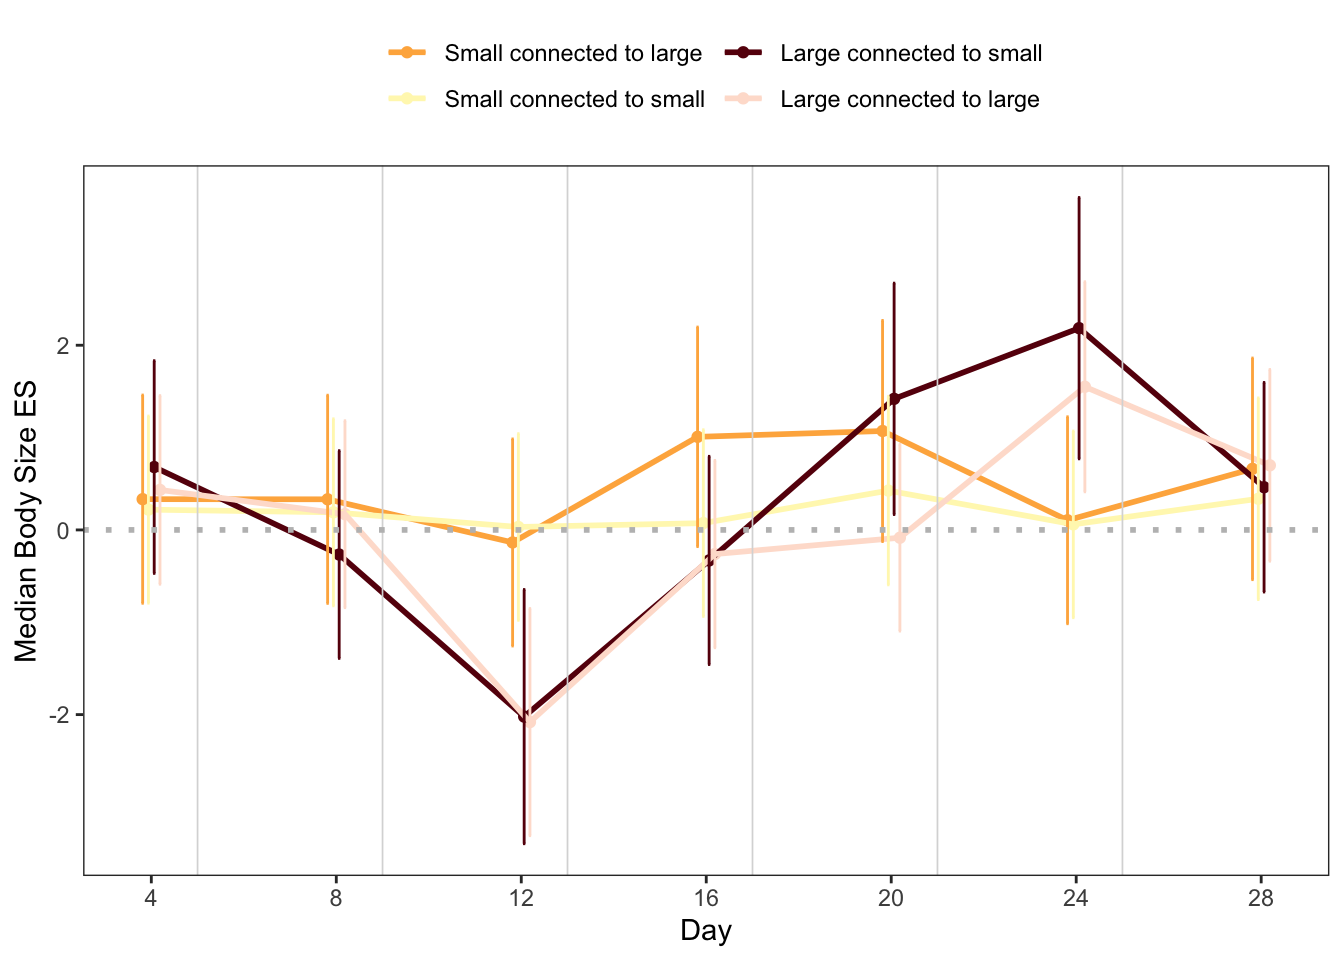 Small connected to large
Large connected to small
Small connected to small
Large connected to large
Median Body Size ES
2
0
-2
4
8
12
16
20
24
28
Day